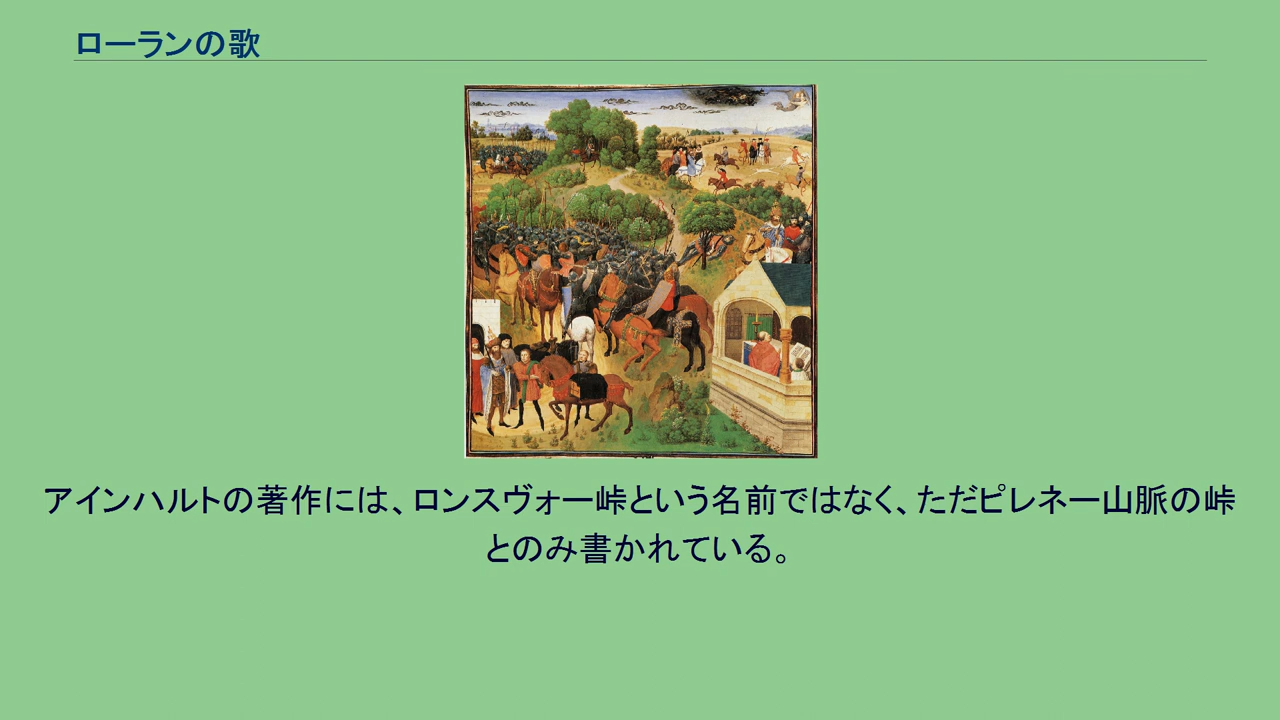 ローランの歌
アインハルトの著作には、ロンスヴォー峠という名前ではなく、ただピレネー山脈の峠
とのみ書かれている。